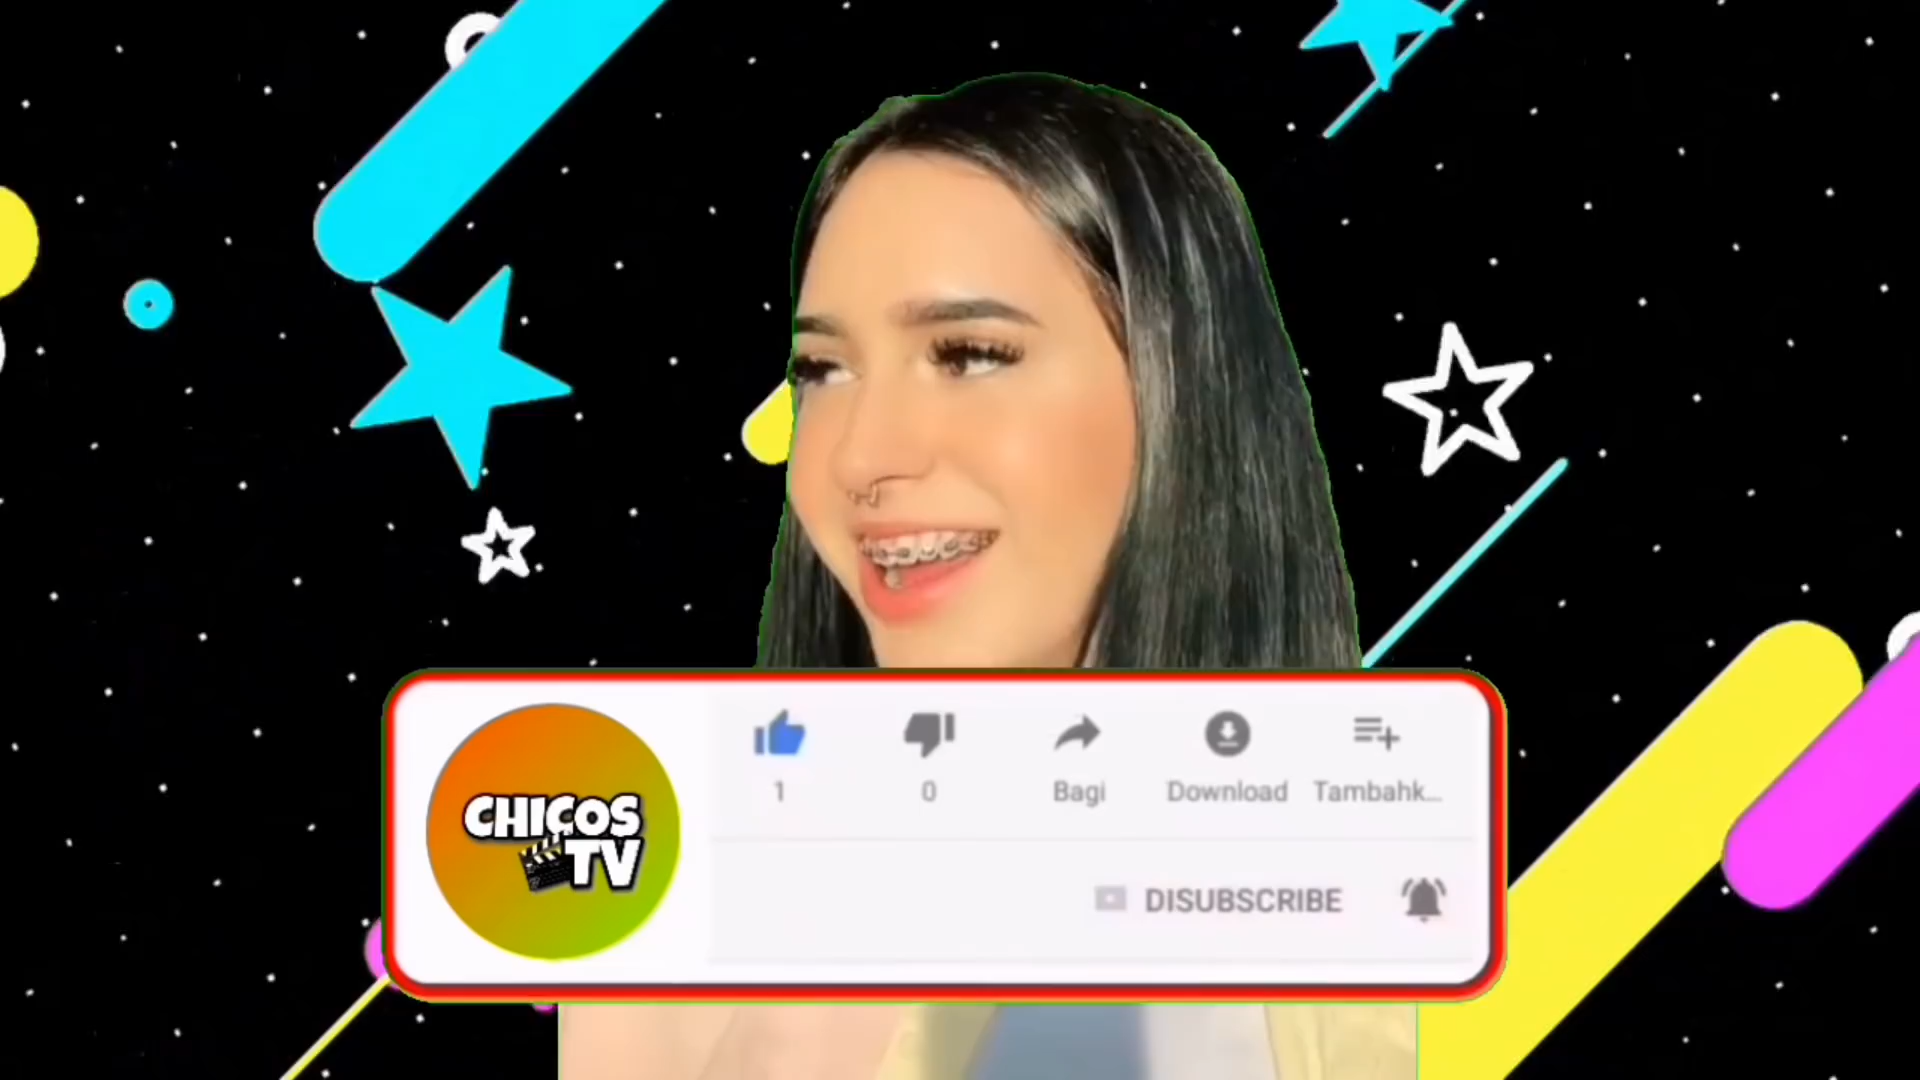 CHICOS
TV
1
0
Bagi
Download
Tambahk...
DISUBSCRIBE